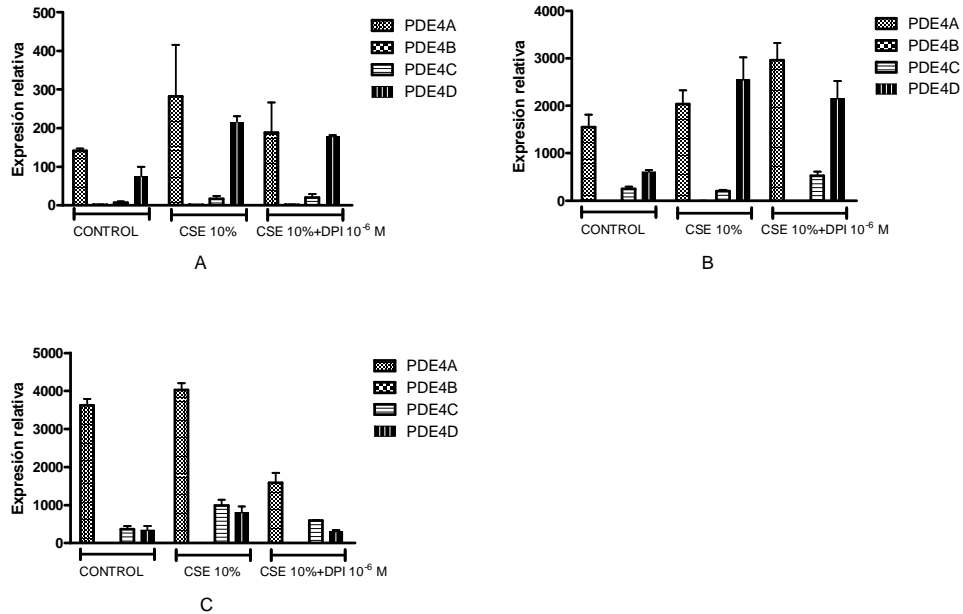 500
400
300
200
100
0
Expresión relativa
PDE4A
PDE4B
PDE4C
PDE4D
CONTROL
CSE 10%
CSE 10%+DPI 10⁻⁶ M
A
4000
3000
2000
1000
0
Expresión relativa
PDE4A
PDE4B
PDE4C
PDE4D
CONTROL
CSE 10%
CSE 10%+DPI 10⁻⁶ M
B
5000
4000
3000
2000
1000
0
Expresión relativa
PDE4A
PDE4B
PDE4C
PDE4D
CONTROL
CSE 10%
CSE 10%+DPI 10⁻⁶ M
C